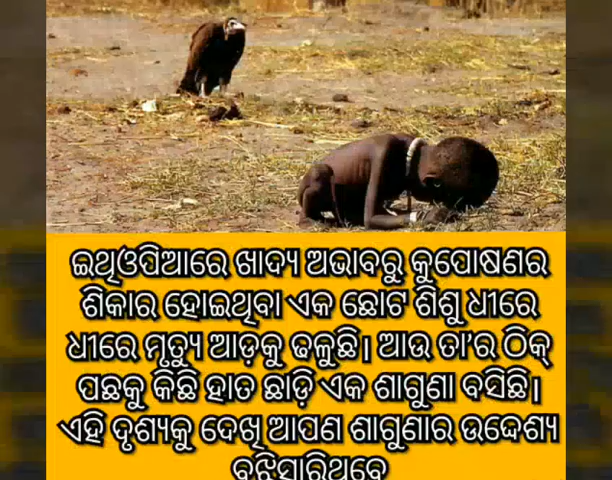 ଇଥିଓପିଆରେ ଖାଦ୍ୟ ଅଭାବରୁ କୁପୋଷଣର
ଶିକାର ହୋଇଥିବା ଏକ ଛୋଟ ଶିଶୁ ଧୀରେ
ଧୀରେ ମୃତ୍ୟୁ ଆଡ଼କୁ ଢଳୁଛି। ଆଉ ତା'ର ଠିକ୍
ପଛକୁ କିଛି ହାତ ଛାଡ଼ି ଏକ ଶାଗୁଣା ବସିଛି।
ଏହି ଦୃଶ୍ୟକୁ ଦେଖି ଆପଣ ଶାଗୁଣାର ଉଦ୍ଦେଶ୍ୟ
ବୁଝିସାରିଥିବେ